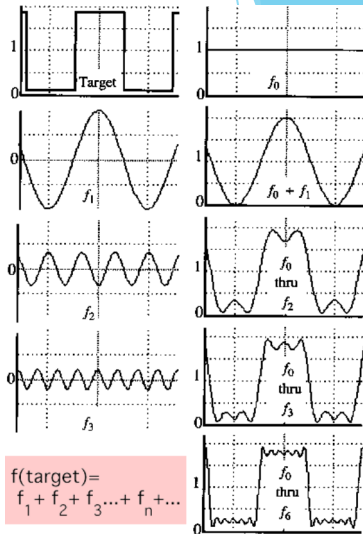 1
0
Target
1
0
f0
0
f1
1
0
f0 + f1
0
f2
1
0
f0
thru
f2
0
f3
1
0
f0
thru
f3
1
0
f0
thru
f6
f(target)=
f1 + f2 + f3...+ fn+...